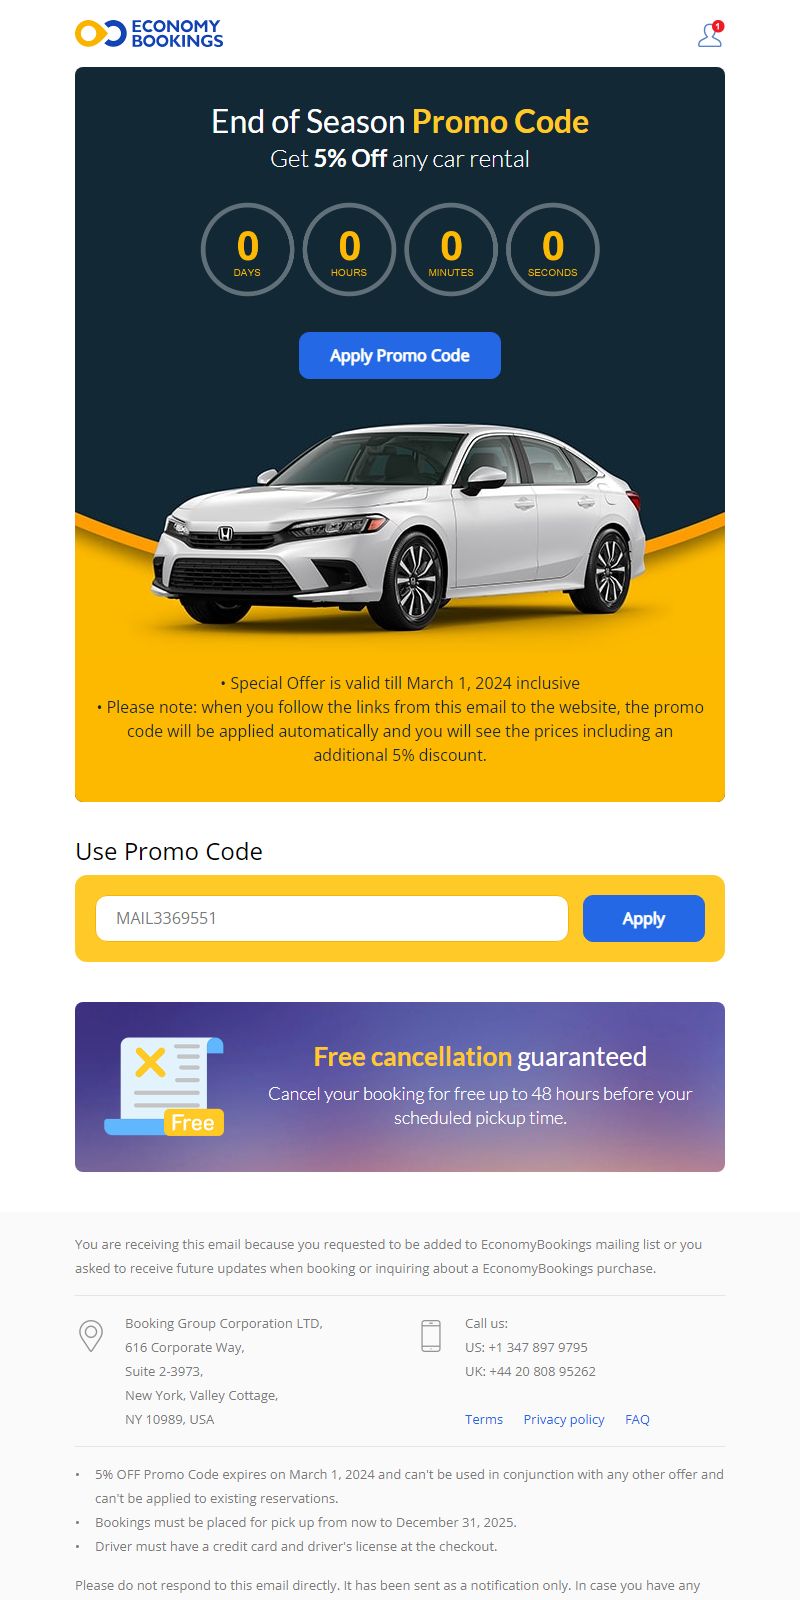 ECONOMY
BOOKINGS
1
End of Season Promo Code
Get 5% Off any car rental
0 0 0 0
DAYS HOURS MINUTES SECONDS
Apply Promo Code
• Special Offer is valid till March 1, 2024 inclusive
• Please note: when you follow the links from this email to the website, the promo
code will be applied automatically and you will see the prices including an
additional 5% discount.
Use Promo Code
MAIL3369551
Apply
Free
Free cancellation guaranteed
Cancel your booking for free up to 48 hours before your
scheduled pickup time.
You are receiving this email because you requested to be added to EconomyBookings mailing list or you
asked to receive future updates when booking or inquiring about a EconomyBookings purchase.
Booking Group Corporation LTD,
616 Corporate Way,
Suite 2-3973,
New York, Valley Cottage,
NY 10989, USA
Call us:
US: +1 347 897 9795
UK: +44 20 808 95262
Terms Privacy policy FAQ
• 5% OFF Promo Code expires on March 1, 2024 and can't be used in conjunction with any other offer and
can't be applied to existing reservations.
• Bookings must be placed for pick up from now to December 31, 2025.
• Driver must have a credit card and driver's license at the checkout.
Please do not respond to this email directly. It has been sent as a notification only. In case you have any